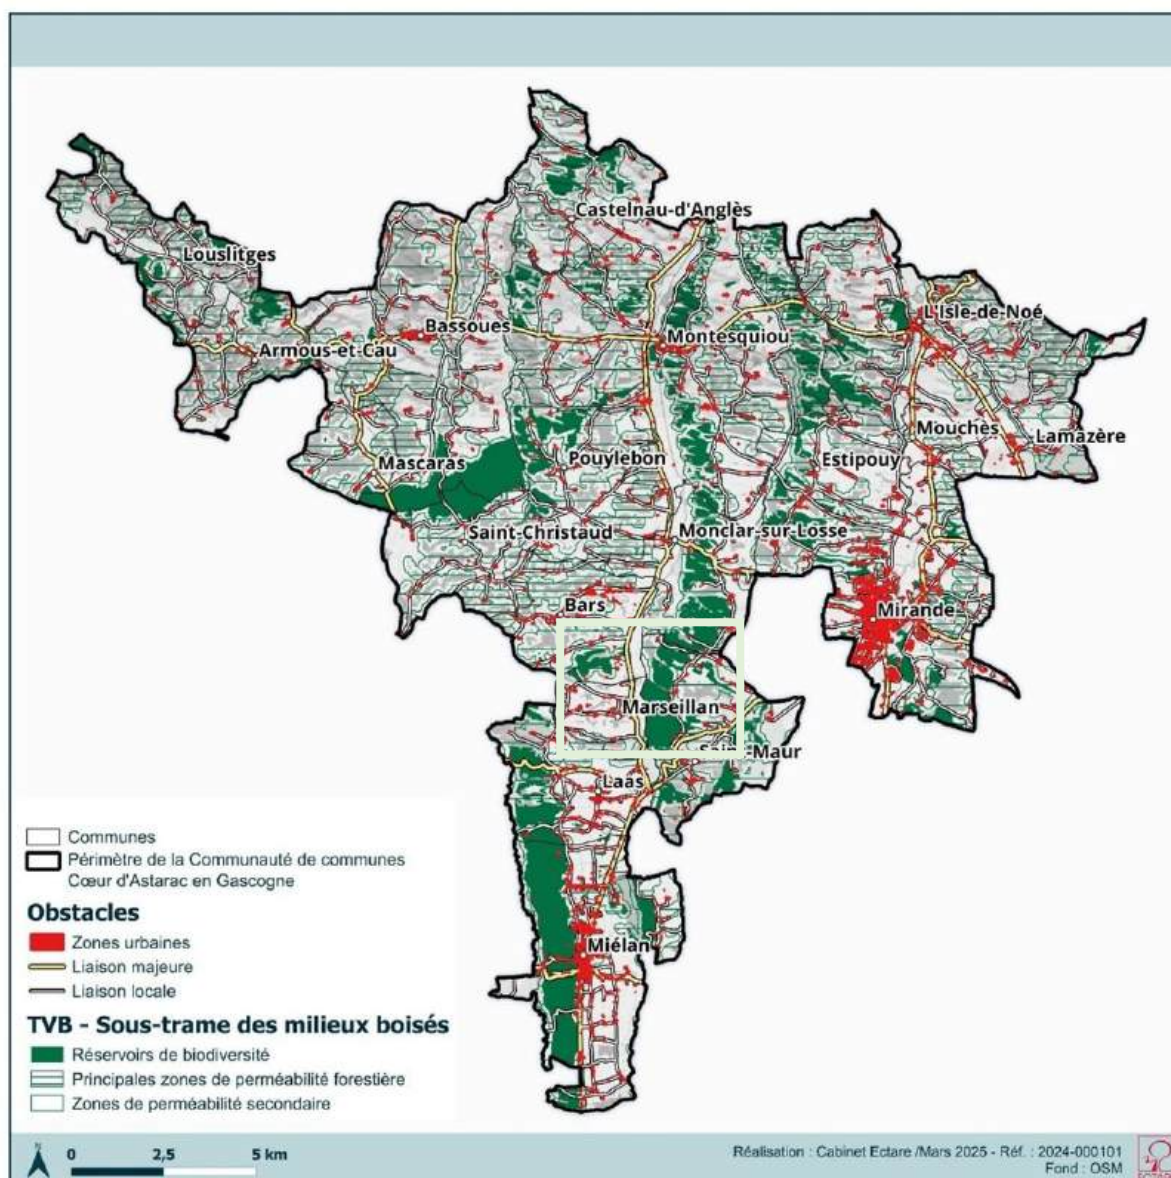 Castelnau-d'Anglès
Louslitges
L'Isle-de-Noé
Bassoues
Montesquiou
Armous-et-Cau
Mouches
Lamazère
Mascaras
Pouylebon
Estipouy
Saint-Christaud
Monclar-sur-Losse
Bars
Mirande
Marseillan
Maur
Laas
Communes
Périmètre de la Communauté de communes
Cœur d'Astarac en Gascogne
Obstacles
Zones urbaines
Liaison majeure
Liaison locale
Miélan
TVB - Sous-trame des milieux boisés
Réservoirs de biodiversité
Principales zones de perméabilité forestière
Zones de perméabilité secondaire
N
0 2,5 5 km
Réalisation : Cabinet Ectare /Mars 2025 - Réf. : 2024-000101
Fond : OSM